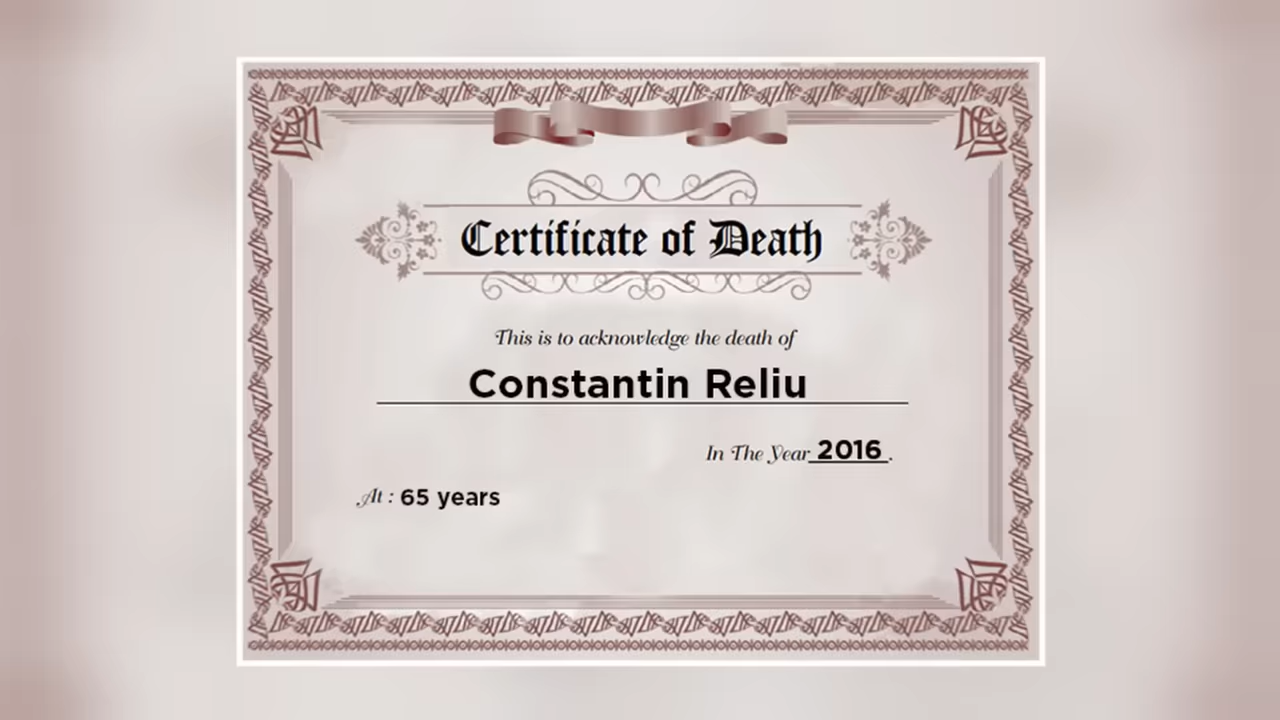 Certificate of Death
This is to acknowledge the death of
Constantin Reliu
In The Year 2016.
At : 65 years